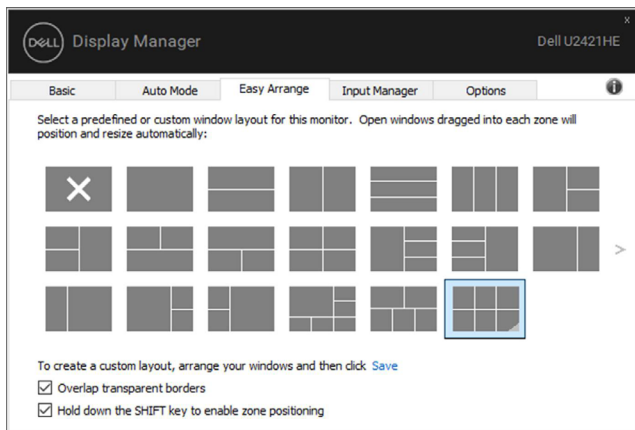 x
DELL Display Manager
Dell U2421HE
Basic Auto Mode Easy Arrange Input Manager Options
Select a predefined or custom window layout for this monitor. Open windows dragged into each zone will
position and resize automatically:
To create a custom layout, arrange your windows and then click Save
Overlap transparent borders
Hold down the SHIFT key to enable zone positioning